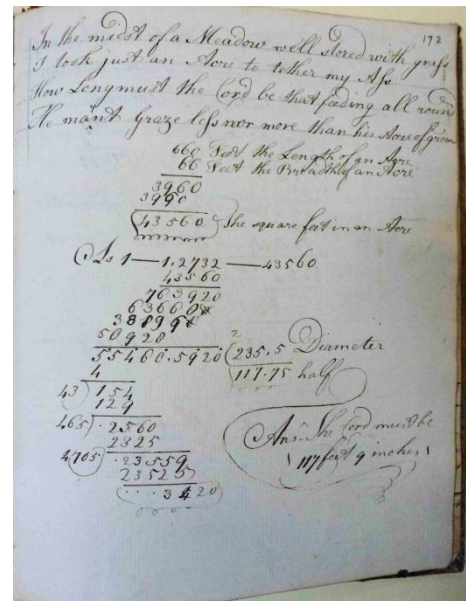 172
In the midst of a Meadow well stored with grass
I took just an Acre to tether my Ass
How Long must the Cord be that feeding all round
He mant Graze less nor more than his Acre of ground
660 Feet the Length of an Acre
66 Feet the Breadth of an Acre
3960
3960
43560 The square feet in an Acre
As 1 — 1,2732 — 43560
43560
763920
63660
38196
50928
55460.5920 (235.5 Diameter
2
4 117.75 half
43) 154
129
465) .2560
2325
4705) .23559
23525
...3420
Ans. The Cord must be
117 feet 9 inches